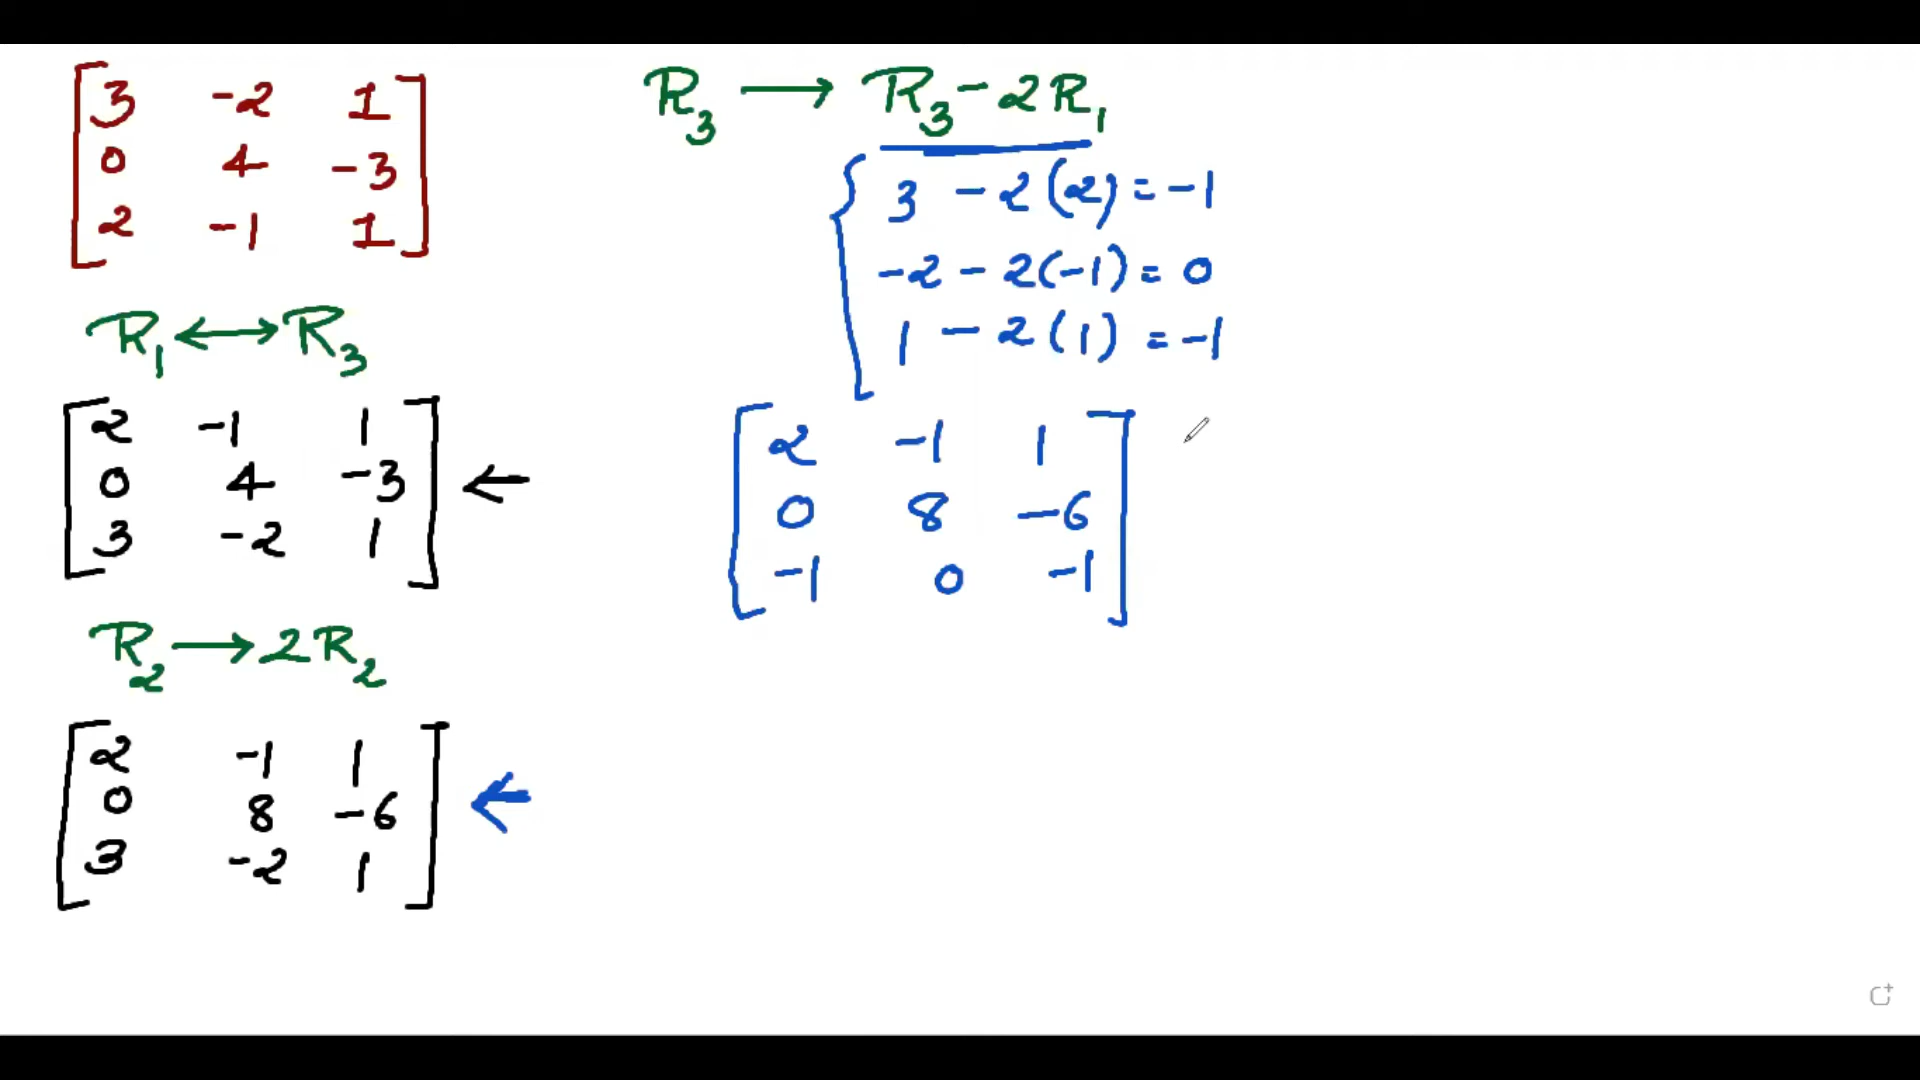 3 -2 1
0 4 -3
2 -1 1
R1 ⟷ R3
2 -1 1
0 4 -3 ←
3 -2 1
R2 ⟶ 2R2
2 -1 1
0 8 -6 ←
3 -2 1
R3 ⟶ R3-2R1
3 - 2(2) = -1
-2 - 2(-1) = 0
1 - 2(1) = -1
2 -1 1
0 8 -6
-1 0 -1